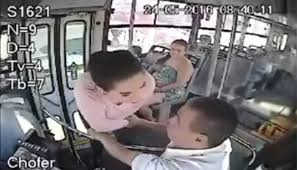 S1621
24-05-2016 08:40:11
N-9
D-4
Tv-4
Tb-7
Chofer